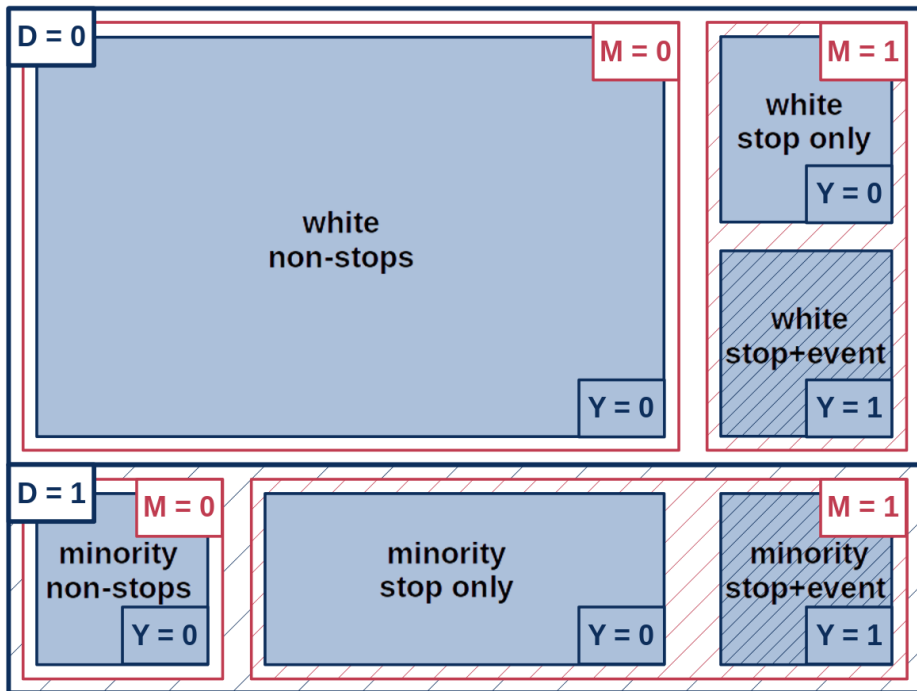 D = 0
M = 0
M = 1
white
non-stops
Y = 0
white
stop only
Y = 0
white
stop+event
Y = 1
D = 1
M = 0
minority
non-stops
Y = 0
minority
stop only
Y = 0
M = 1
minority
stop+event
Y = 1